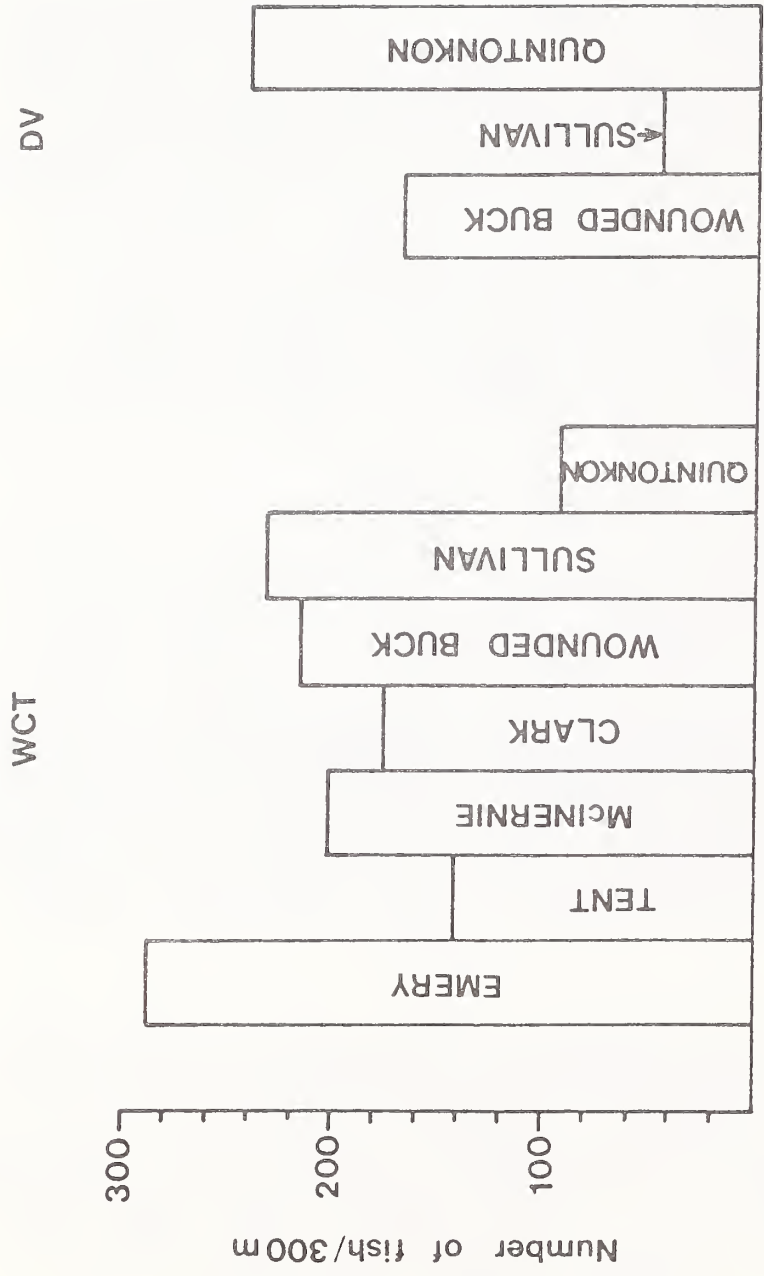 WCT
DV
Number of fish/300m
300
200
100
EMERY
TENT
McINERNIE
CLARK
WOUNDED BUCK
SULLIVAN
QUINTONKON
WOUNDED BUCK
SULLIVAN
QUINTONKON